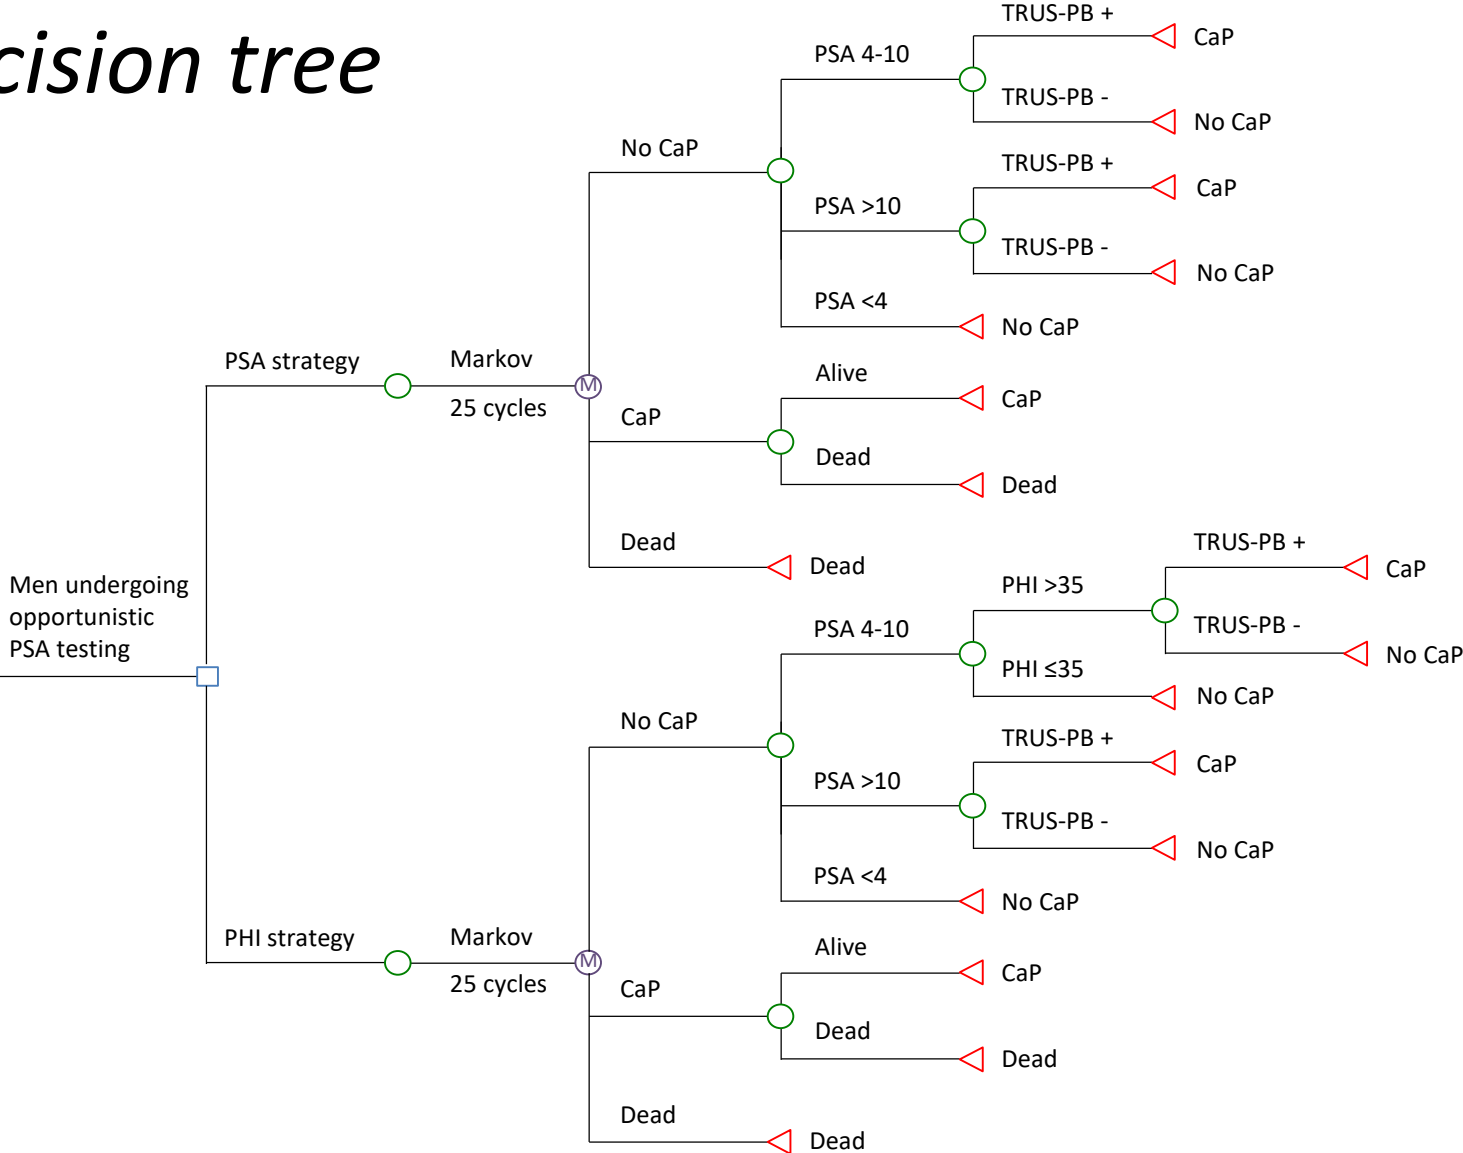 cision tree
TRUS-PB +
CaP
PSA 4-10
TRUS-PB -
No CaP
No CaP
TRUS-PB +
CaP
PSA >10
TRUS-PB -
No CaP
PSA <4
No CaP
PSA strategy
Markov
25 cycles
M
Alive
CaP
CaP
Dead
Dead
Dead
Dead
Men undergoing
opportunistic
PSA testing
TRUS-PB +
CaP
PHI >35
TRUS-PB -
No CaP
PSA 4-10
PHI ≤35
No CaP
No CaP
TRUS-PB +
CaP
PSA >10
TRUS-PB -
No CaP
PSA <4
No CaP
PHI strategy
Markov
25 cycles
M
Alive
CaP
CaP
Dead
Dead
Dead
Dead